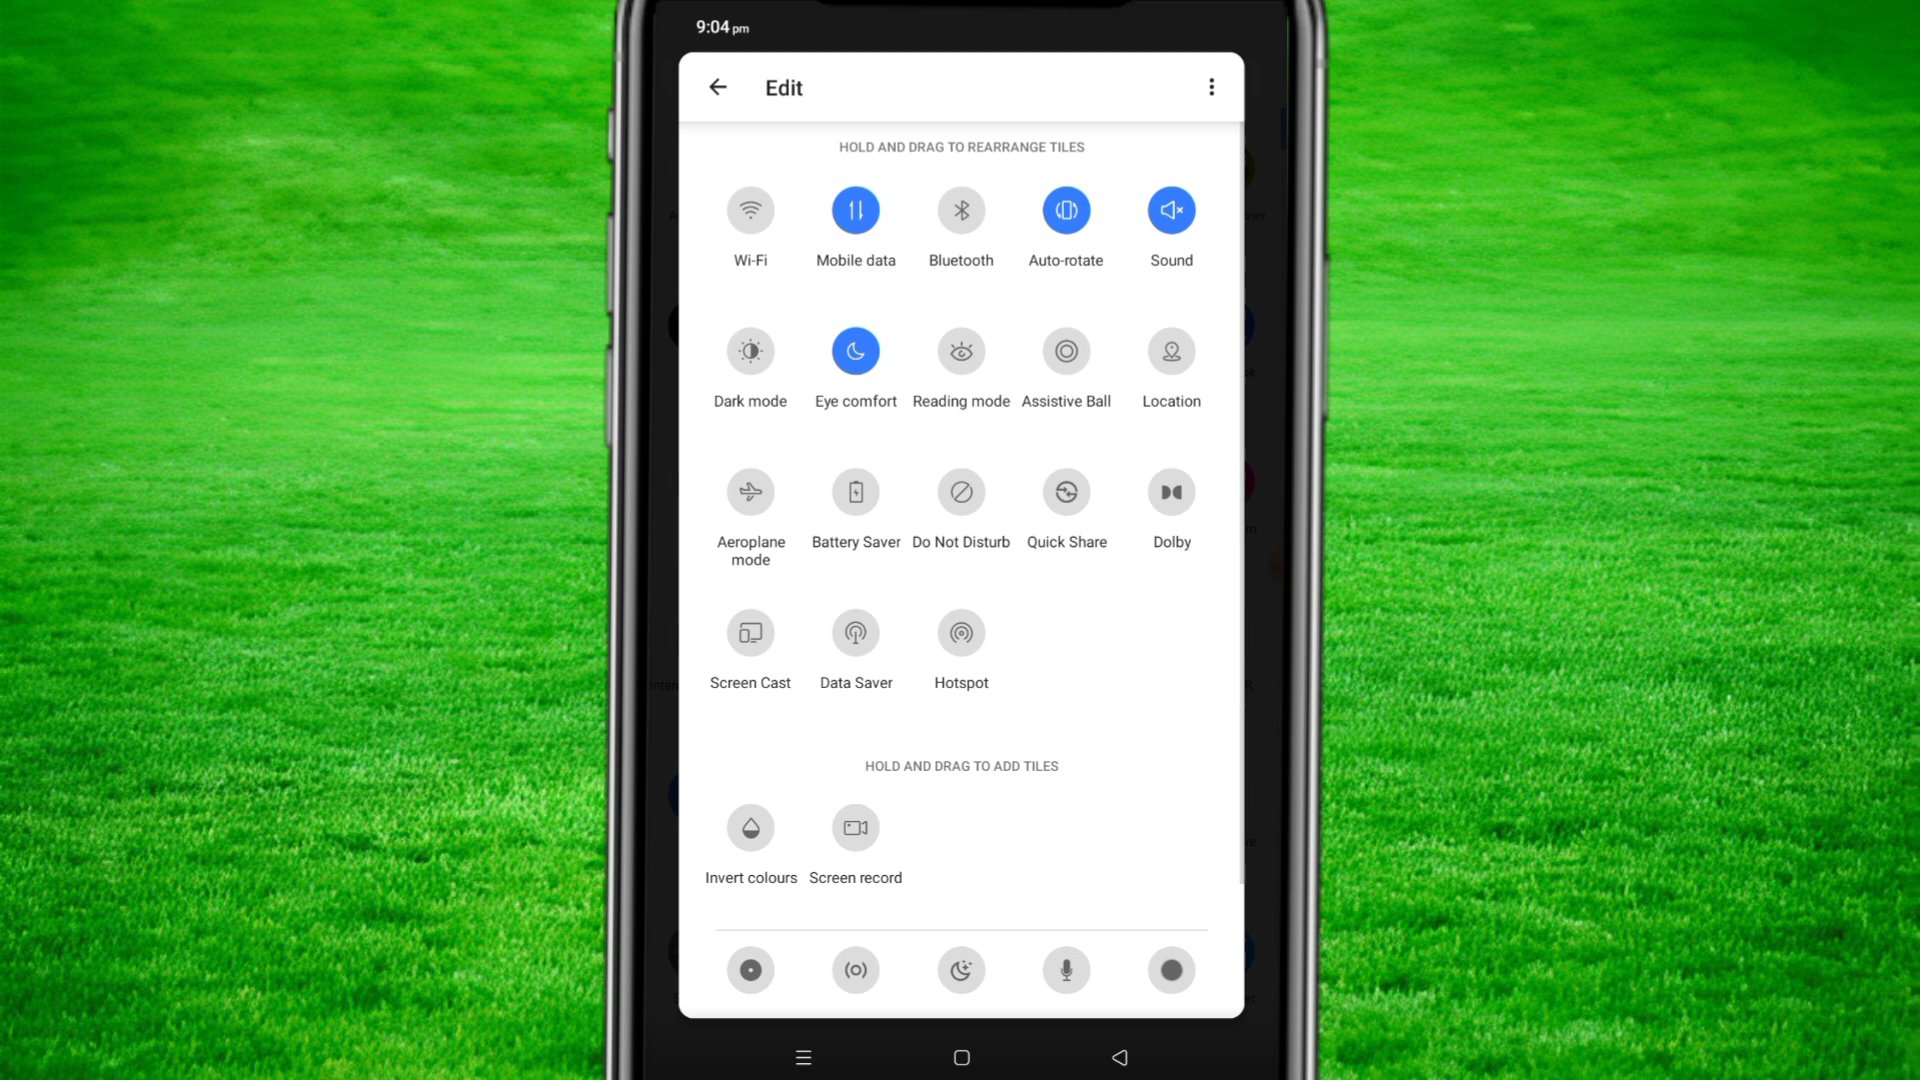 9:04 pm
Edit
HOLD AND DRAG TO REARRANGE TILES
Wi-Fi
Mobile data
Bluetooth
Auto-rotate
Sound
Dark mode
Eye comfort
Reading mode
Assistive Ball
Location
Aeroplane mode
Battery Saver
Do Not Disturb
Quick Share
Dolby
Screen Cast
Data Saver
Hotspot
HOLD AND DRAG TO ADD TILES
Invert colours
Screen record